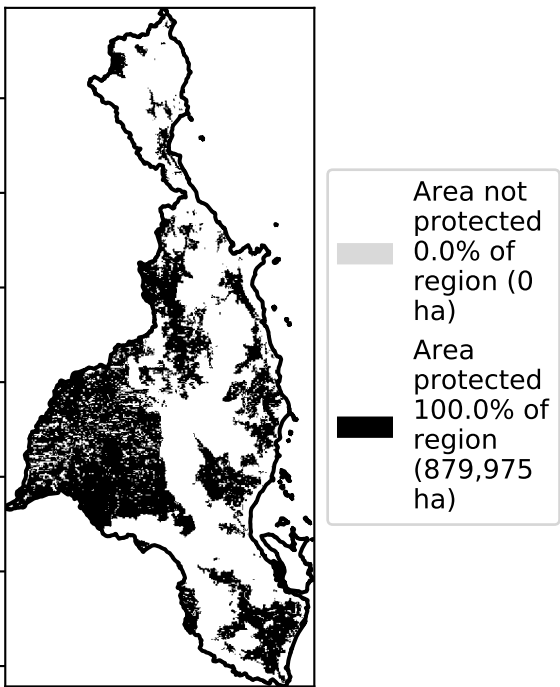 Area not
protected
0.0% of
region (0
ha)
Area
protected
100.0% of
region
(879,975
ha)